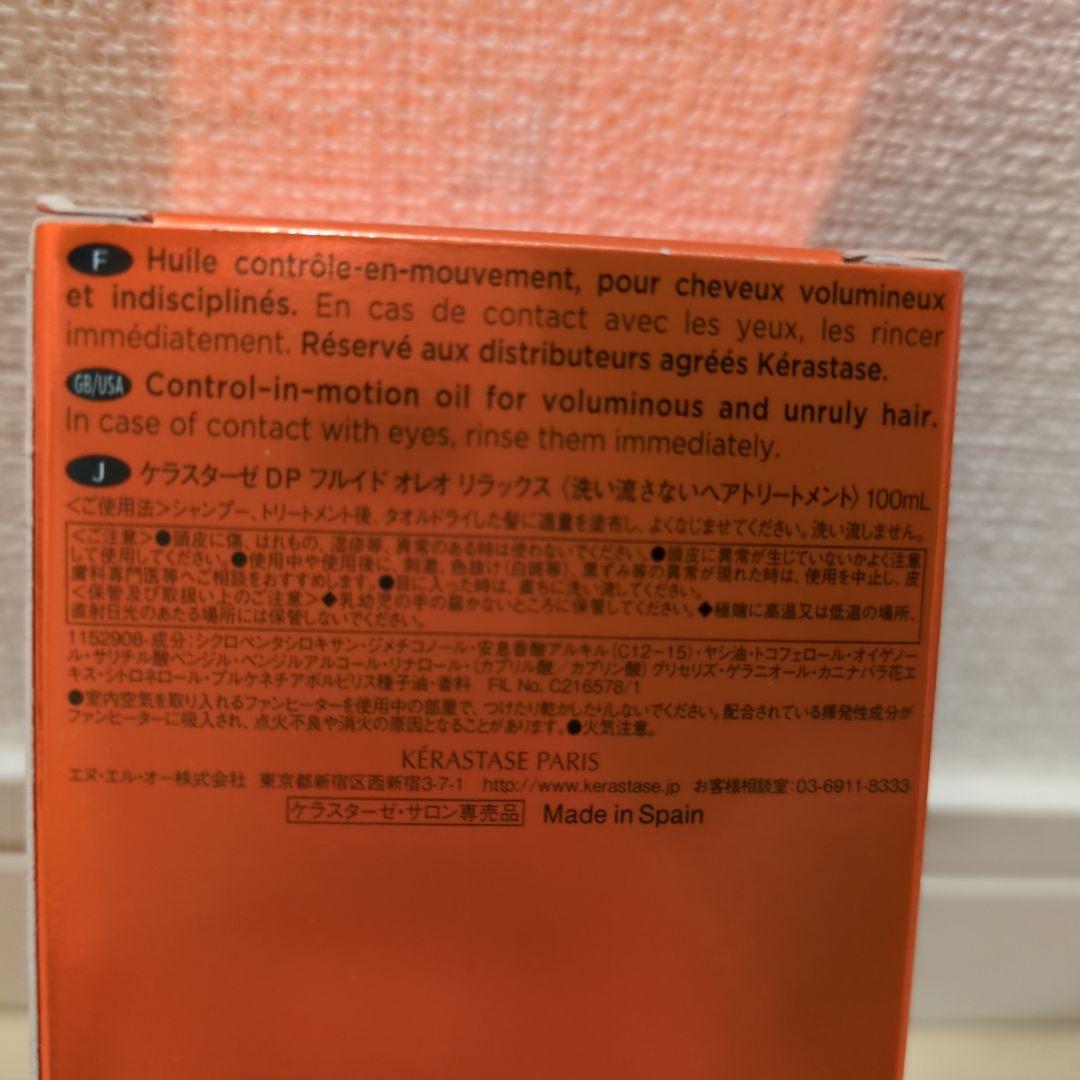 F Huile contrôle-en-mouvement, pour cheveux volumineux
et indisciplinés. En cas de contact avec les yeux, les rincer
immédiatement. Réservé aux distributeurs agréés Kérastase.
GB/USA Control-in-motion oil for voluminous and unruly hair.
In case of contact with eyes, rinse them immediately.
J ケラスターゼ DP フルイド オレオ リラックス〈洗い流さないヘアトリートメント〉100mL
<ご使用法>シャンプー、トリートメント後、タオルドライした髪に適量を塗布し、よくなじませてください。洗い流しません。
<ご注意>●頭皮に傷、はれもの、湿疹等、異常のある時は使わないでください。●頭皮に異常が生じていないかよく注意
して使用してください。●使用中や使用後に、刺激、色抜け(白斑等)、黒ずみ等の異常が現れた時は、使用を中止し、皮
膚科専門医等へご相談をおすすめします。●目に入った時は、直ちに洗い流してください。
<保管及び取扱い上のご注意>◆乳幼児の手の届かないところに保管してください。◆極端に高温又は低温の場所、
直射日光のあたる場所には保管しないでください。
1152908-成分:シクロペンタシロキサン・ジメチコノール・安息香酸アルキル(C12-15)・ヤシ油・トコフェロール・オイゲノー
ル・サリチル酸ベンジル・ベンジルアルコール・リナロール・(カプリル酸/カプリン酸)グリセリズ・ゲラニオール・カニナバラ花エ
キス・シトロネロール・プルケネチアボルビリス種子油・香料 FIL No. C216578/1
●室内空気を取り入れるファンヒーターを使用中の部屋で、つけたり乾かしたりしないでください。配合されている揮発性成分が
ファンヒーターに吸入され、点火不良や消火の原因となることがあります。●火気注意。
KÉRASTASE PARIS
エヌ・エル・オー株式会社 東京都新宿区西新宿3-7-1 http://www.kerastase.jp お客様相談室:03-6911-8333
ケラスターゼ・サロン専売品 Made in Spain